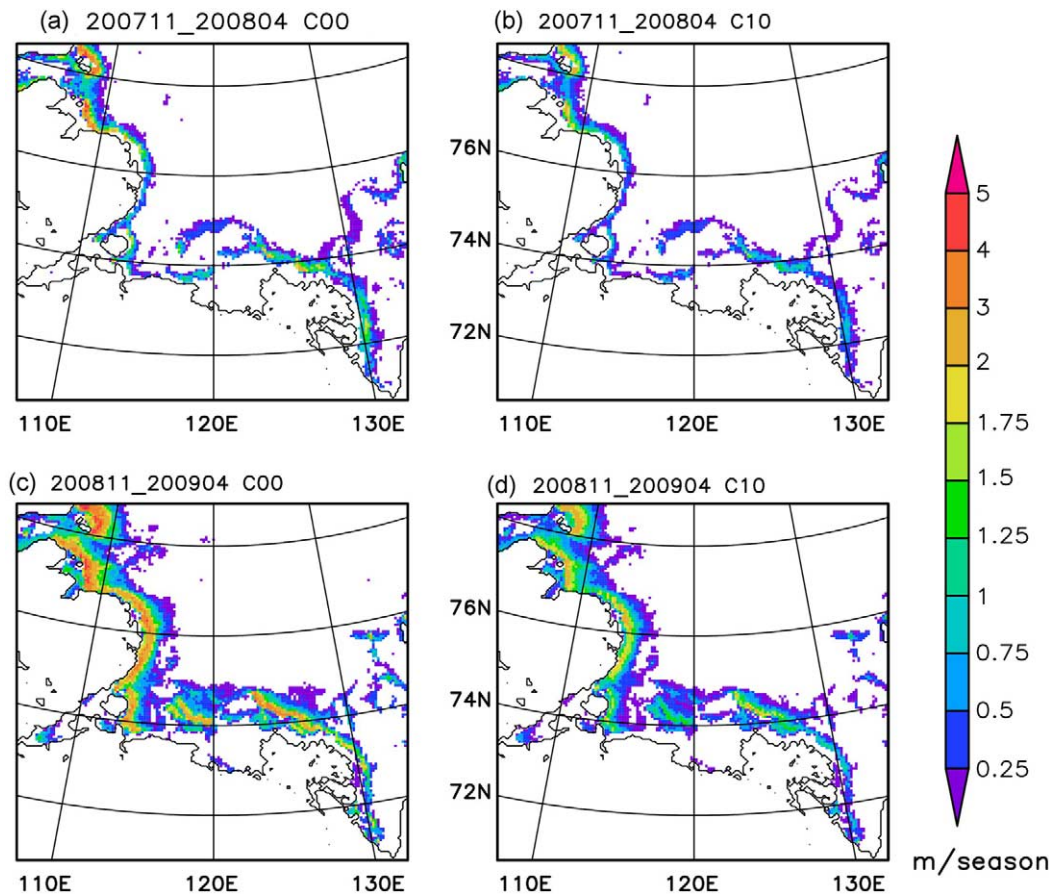 (a) 200711_200804 C00
(b) 200711_200804 C10
76N
74N
72N
110E 120E 130E
110E 120E 130E
(c) 200811_200904 C00
(d) 200811_200904 C10
76N
74N
72N
110E 120E 130E
110E 120E 130E
5
4
3
2
1.75
1.5
1.25
1
0.75
0.5
0.25
m/season